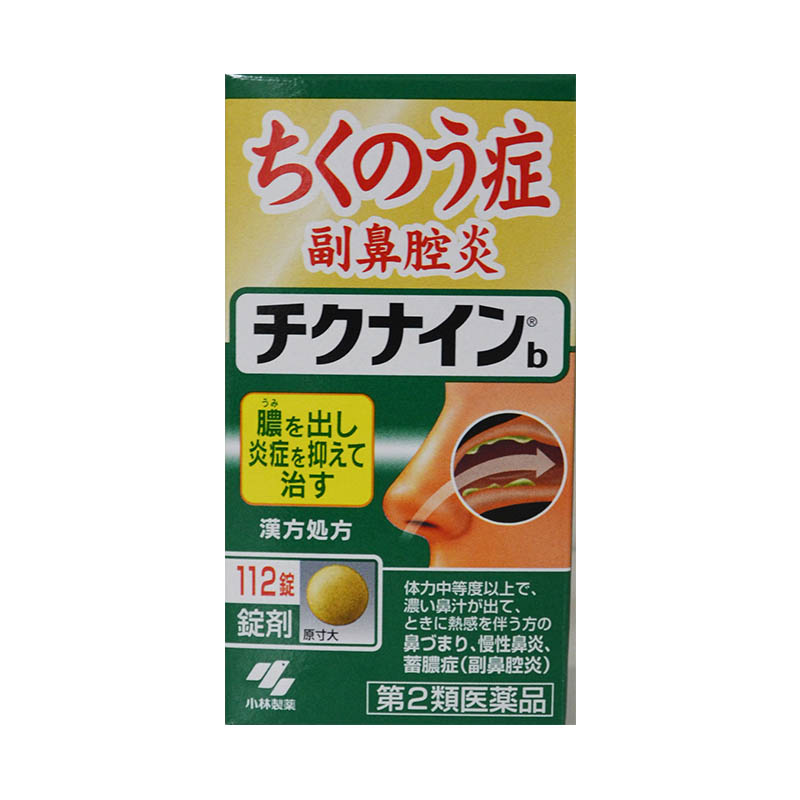 ちくのう症
副鼻腔炎
チクナイン®b
うみ
膿を出し
炎症を抑えて
治す
漢方処方
112錠
錠剤
原寸大
体力中等度以上で、
濃い鼻汁が出て、
ときに熱感を伴う方の
鼻づまり、慢性鼻炎、
蓄膿症(副鼻腔炎)
小林製薬
第2類医薬品